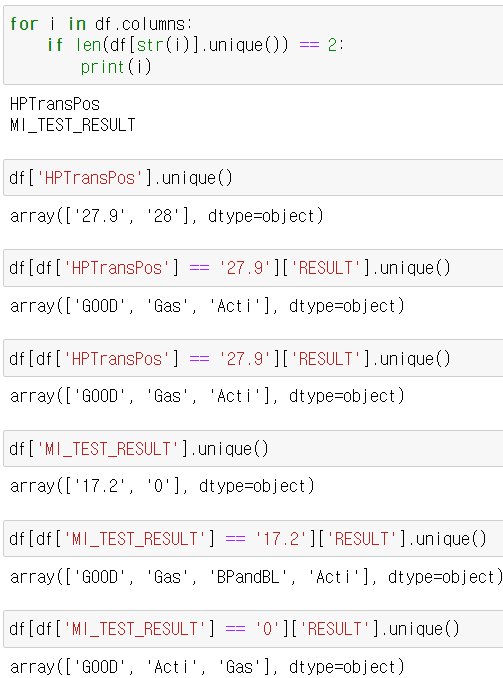 for i in df.columns:
    if len(df[str(i)].unique()) == 2:
        print(i)
HPTransPos
MI_TEST_RESULT
df['HPTransPos'].unique()
array(['27.9', '28'], dtype=object)
df[df['HPTransPos'] == '27.9']['RESULT'].unique()
array(['GOOD', 'Gas', 'Acti'], dtype=object)
df[df['HPTransPos'] == '27.9']['RESULT'].unique()
array(['GOOD', 'Gas', 'Acti'], dtype=object)
df['MI_TEST_RESULT'].unique()
array(['17.2', '0'], dtype=object)
df[df['MI_TEST_RESULT'] == '17.2']['RESULT'].unique()
array(['GOOD', 'Gas', 'BPandBL', 'Acti'], dtype=object)
df[df['MI_TEST_RESULT'] == '0']['RESULT'].unique()
array(['GOOD', 'Acti', 'Gas'], dtype=object)